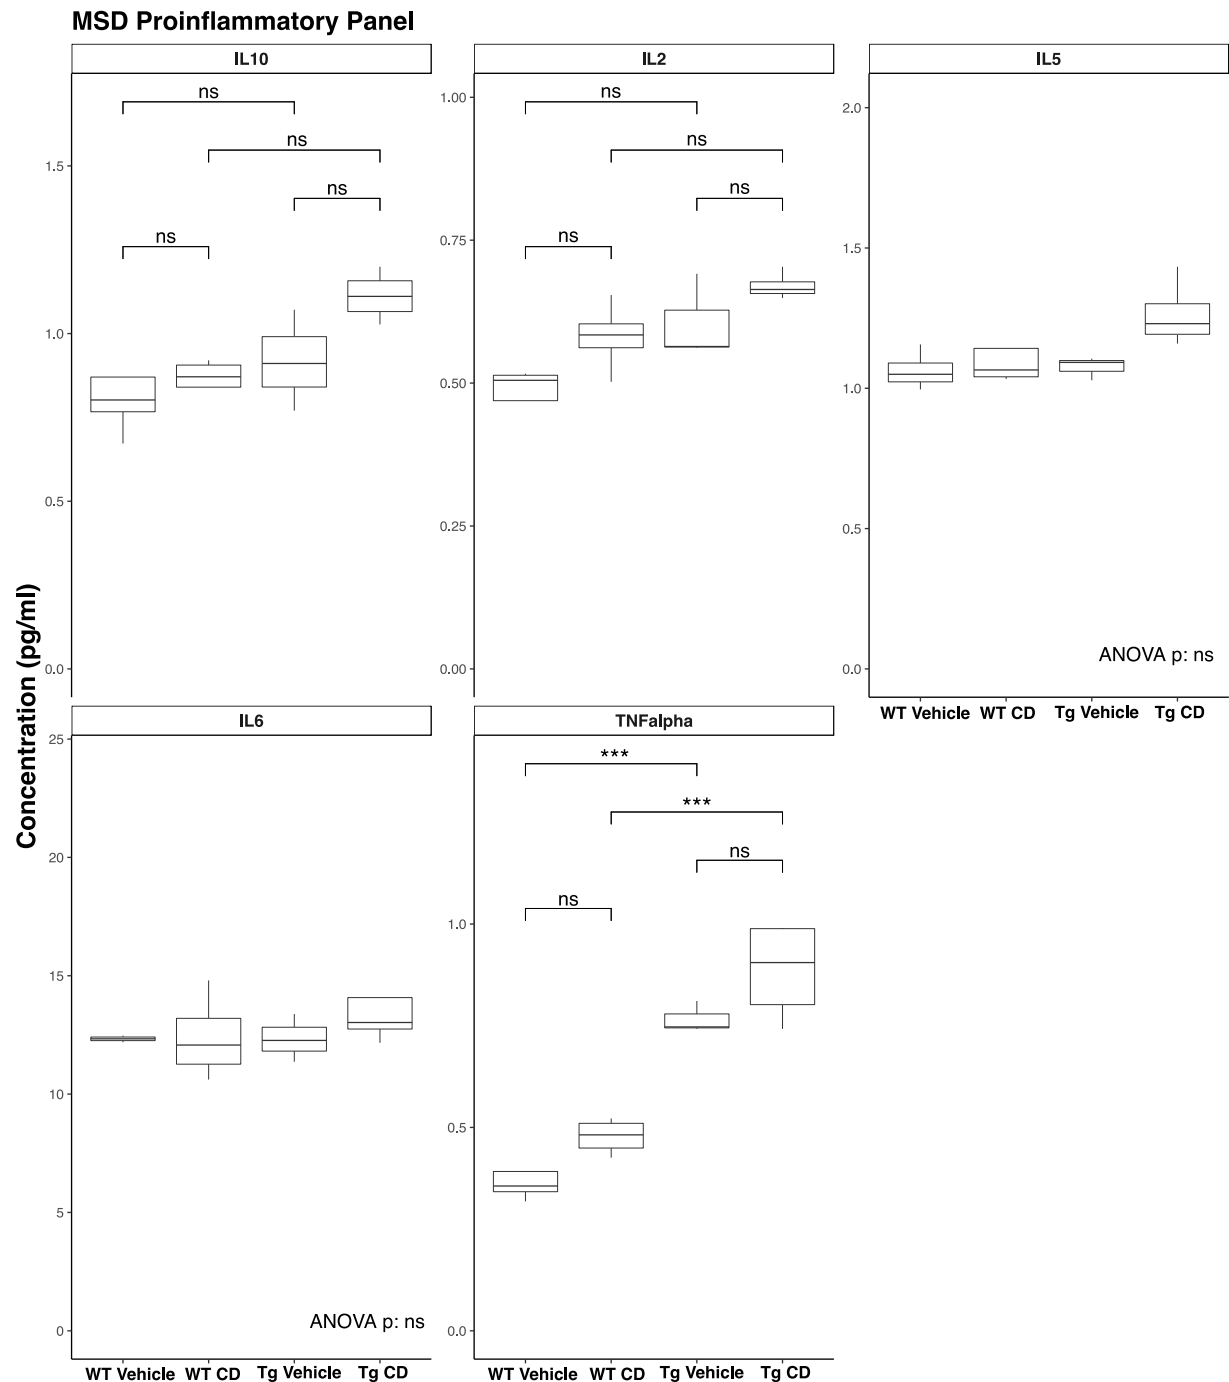 MSD Proinflammatory Panel
Concentration (pg/ml)
IL10
1.5
1.0
0.5
0.0
ns
ns
ns
ns
IL2
1.00
0.75
0.50
0.25
0.00
ns
ns
ns
ns
IL5
2.0
1.5
1.0
0.5
0.0
ANOVA p: ns
WT Vehicle WT CD Tg Vehicle Tg CD
IL6
25
20
15
10
5
0
ANOVA p: ns
WT Vehicle WT CD Tg Vehicle Tg CD
TNFalpha
1.0
0.5
0.0
***
***
ns
ns
WT Vehicle WT CD Tg Vehicle Tg CD